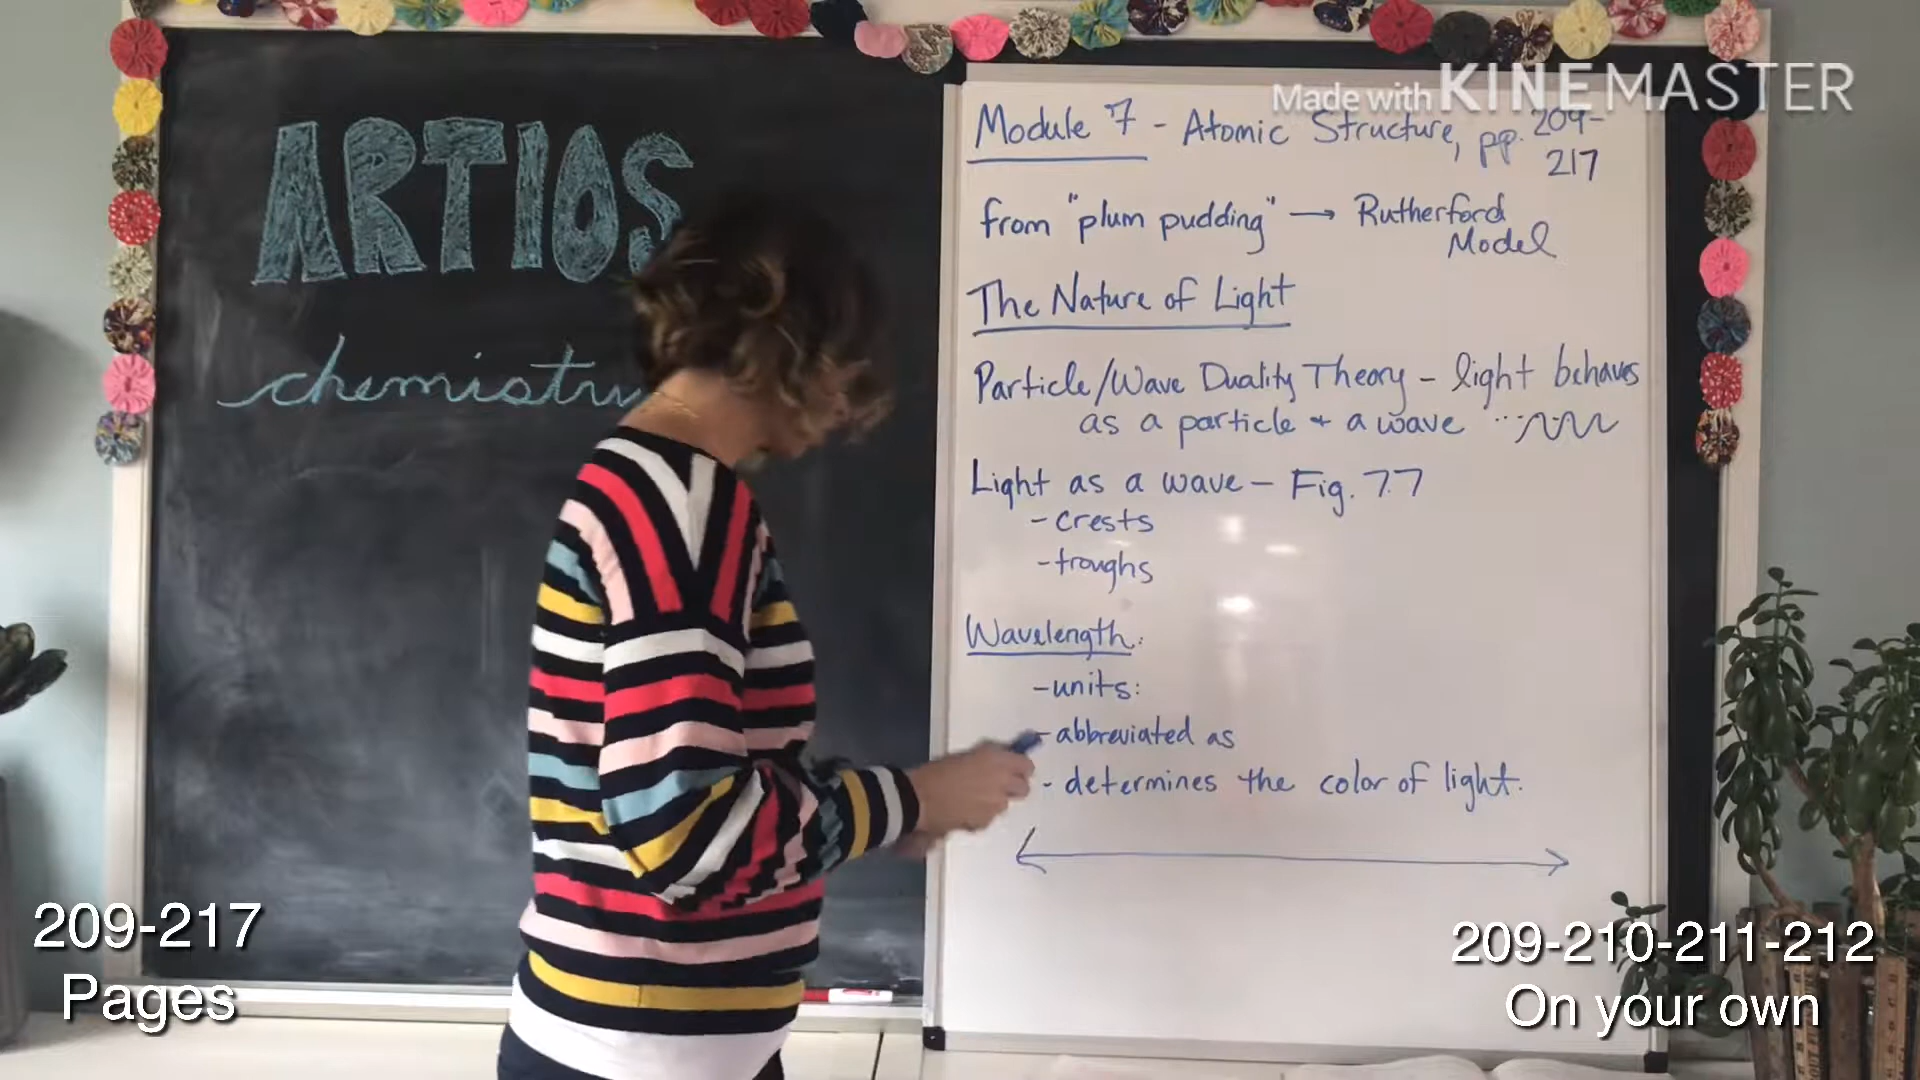 ARTIOS
chemistry
Made with KINEMASTER
Module 7 - Atomic Structure, pp. 209-
217
from "plum pudding" → Rutherford
Model
The Nature of Light
Particle/Wave Duality Theory - light behaves
as a particle + a wave
Light as a wave - Fig. 7.7
- crests
- troughs
Wavelength:
- units:
- abbreviated as
- determines the color of light.
209-217
Pages
209-210-211-212
On your own